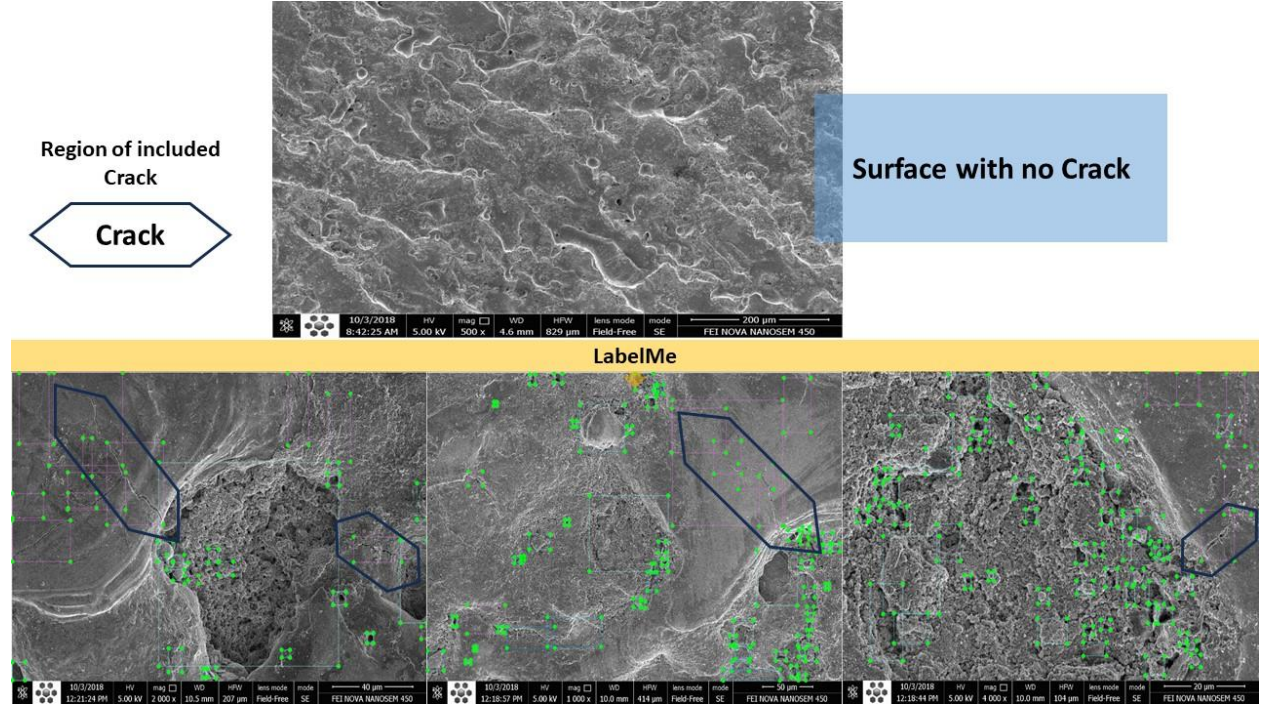 Region of included
Crack
Crack
Surface with no Crack
10/3/2018 HV mag WD HFW lens mode mode 200 µm
8:42:25 AM 5.00 kV 500 x 4.6 mm 829 µm Field-Free SE FEI NOVA NANOSEM 450
LabelMe
10/3/2018 HV mag WD HFW lens mode mode 40 µm
12:21:24 PM 5.00 kV 2 000 x 10.5 mm 207 µm Field-Free SE FEI NOVA NANOSEM 450
10/3/2018 HV mag WD HFW lens mode mode 50 µm
12:18:57 PM 5.00 kV 1 000 x 10.0 mm 414 µm Field-Free SE FEI NOVA NANOSEM 450
10/3/2018 HV mag WD HFW lens mode mode 20 µm
12:18:44 PM 5.00 kV 4 000 x 10.0 mm 104 µm Field-Free SE FEI NOVA NANOSEM 450